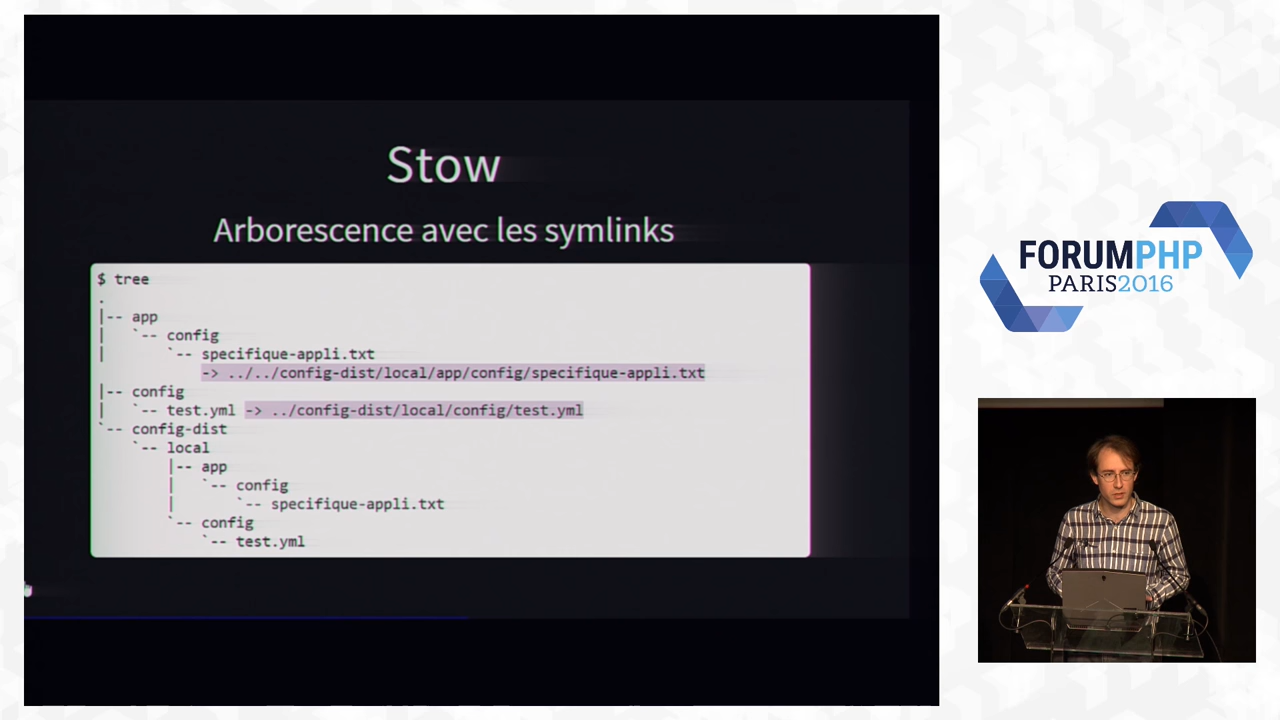 Stow
Arborescence avec les symlinks
$ tree
.
|-- app
|   `-- config
|       `-- specifique-appli.txt
            -> ../../config-dist/local/app/config/specifique-appli.txt
|-- config
|   `-- test.yml -> ../config-dist/local/config/test.yml
`-- config-dist
    `-- local
        |-- app
        |   `-- config
        |       `-- specifique-appli.txt
        `-- config
            `-- test.yml
FORUMPHP
PARIS2016